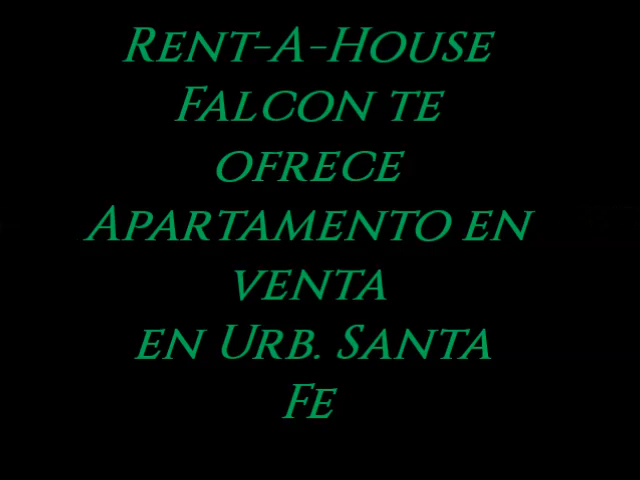 Rent-A-House
Falcon te
ofrece
Apartamento en
venta
en Urb. Santa
Fe